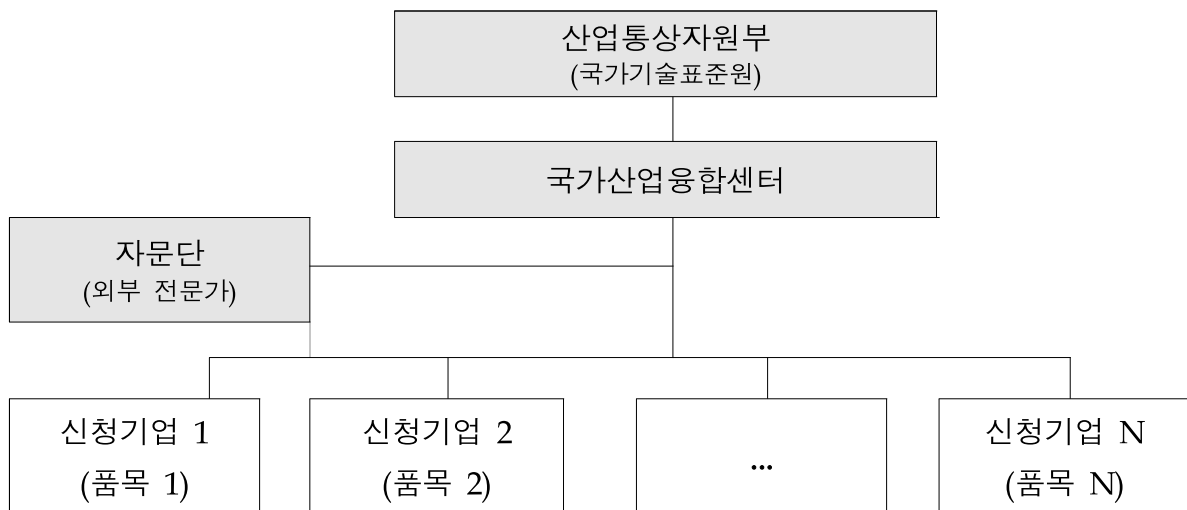 산업통상자원부
(국가기술표준원)
국가산업융합센터
자문단
(외부 전문가)
신청기업 1
(품목 1)
신청기업 2
(품목 2)
...
신청기업 N
(품목 N)